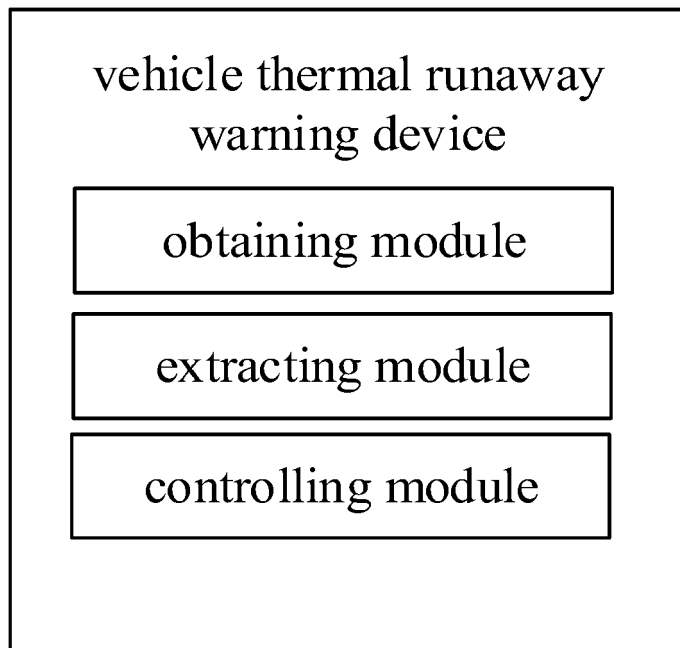 vehicle thermal runaway
warning device
obtaining module
extracting module
controlling module